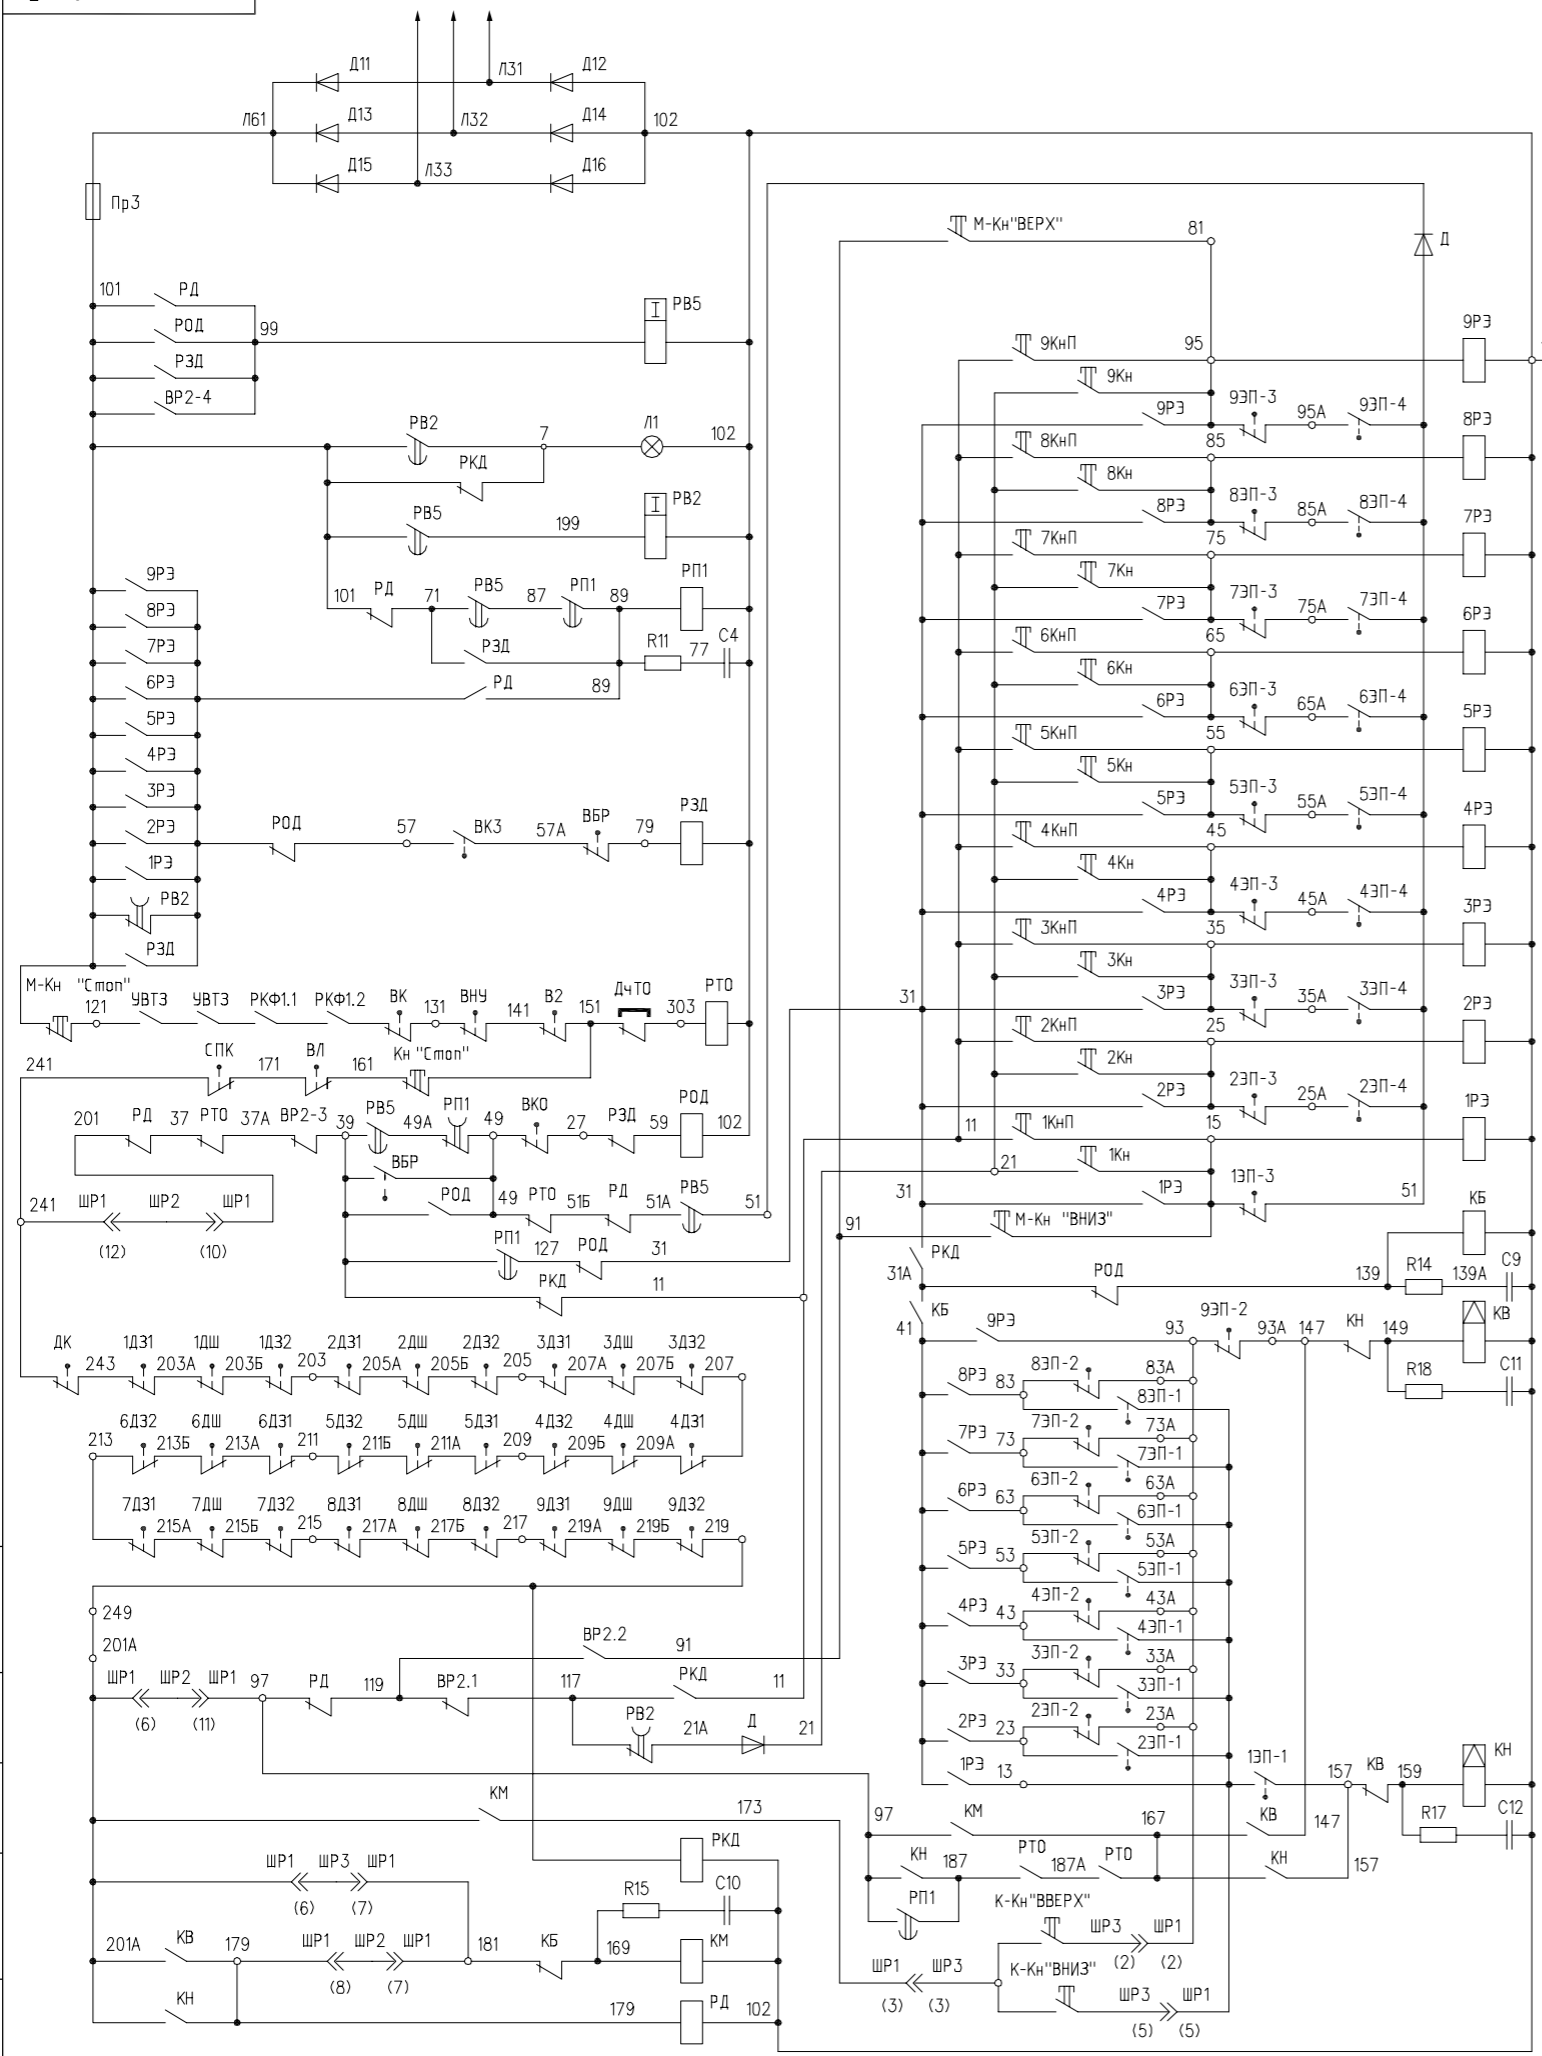 Д11 Л31 Д12
Л61 Д13 Л32 Д14 102
Д15 Л33 Д16
Пр3
М-Кн"ВЕРХ" 81
Д
101 РД
РОД 99
РВ5
РЗД
ВР2-4
РВ2 7 Л1 102
РКД
РВ5 199 РВ2
101 РД 71 РВ5 87 РП1 89 РП1
РЗД R11 77 C4
РД 89
9РЭ
8РЭ
7РЭ
6РЭ
5РЭ
4РЭ
3РЭ
2РЭ
1РЭ
РВ2
РЗД
РОД 57 ВК3 57А ВБР 79 РЗД
М-Кн "Стоп"
121 УВТЗ УВТЗ РКФ1.1 РКФ1.2 ВК 131 ВНУ 141 В2 151 ДчТО 303 РТО
241 СПК 171 ВЛ 161 Кн "Стоп"
201 РД 37 РТО 37А ВР2-3 39 РВ5 49А РП1 49 ВКО 27 РЗД 59 РОД 102
ВБР
241 ШР1 ШР2 ШР1
(12) (10)
РОД 49 РТО 51Б РД 51А РВ5 51
РП1 127 РОД 31
РКД 11
ДК 243 1ДЗ1 203А 1ДШ 203Б 1ДЗ2 203 2ДЗ1 205А 2ДШ 205Б 2ДЗ2 205 3ДЗ1 207А 3ДШ 207Б 3ДЗ2 207
213 6ДЗ2 213Б 6ДШ 213А 6ДЗ1 211 5ДЗ2 211Б 5ДШ 211А 5ДЗ1 209 4ДЗ2 209Б 4ДШ 209А 4ДЗ1
7ДЗ1 215А 7ДШ 215Б 7ДЗ2 215 8ДЗ1 217А 8ДШ 217Б 8ДЗ2 217 9ДЗ1 219А 9ДШ 219Б 9ДЗ2 219
249
201А
ВР2.2 91
ШР1 ШР2 ШР1 97 РД 119 ВР2.1 117 РКД 11
(6) (11)
РВ2 21А Д 21
КМ 173
РКД
ШР1 ШР3 ШР1
(6) (7)
R15 C10
201А КВ 179 ШР1 ШР2 ШР1 181 КБ 169 КМ
(8) (7)
КН 179 РД 102
9КнП 95 9РЭ
9Кн
9РЭ 9ЭП-3 95А 9ЭП-4
8КнП 85 8РЭ
8Кн
8РЭ 8ЭП-3 85А 8ЭП-4
7КнП 75 7РЭ
7Кн
7РЭ 7ЭП-3 75А 7ЭП-4
6КнП 65 6РЭ
6Кн
6РЭ 6ЭП-3 65А 6ЭП-4
5КнП 55 5РЭ
5Кн
5РЭ 5ЭП-3 55А 5ЭП-4
4КнП 45 4РЭ
4Кн
4РЭ 4ЭП-3 45А 4ЭП-4
3КнП 35 3РЭ
3Кн
31 3РЭ 3ЭП-3 35А 3ЭП-4
2КнП 25 2РЭ
2Кн
2РЭ 2ЭП-3 25А 2ЭП-4
11 1КнП 15 1РЭ
21 1Кн
31 1РЭ 1ЭП-3 51
91 М-Кн "ВНИЗ"
КБ
РКД
31А РОД 139 R14 139А C9
КБ
41 9РЭ 93 9ЭП-2 93А 147 КН 149 КВ
R18 C11
8РЭ 83 8ЭП-2 83А
8ЭП-1
7РЭ 73 7ЭП-2 73А
7ЭП-1
6РЭ 63 6ЭП-2 63А
6ЭП-1
5РЭ 53 5ЭП-2 53А
5ЭП-1
4РЭ 43 4ЭП-2 43А
4ЭП-1
3РЭ 33 3ЭП-2 33А
3ЭП-1
2РЭ 23 2ЭП-2 23А
2ЭП-1
1РЭ 13 1ЭП-1 157 КВ 159 КН
R17 C12
97 КМ 167 КВ 147
КН 187 РТО 187А РТО КН 157
РП1
К-Кн"ВВЕРХ"
ШР3 ШР1
(2) (2)
ШР1 ШР3
(3) (3)
К-Кн"ВНИЗ"
ШР3 ШР1
(5) (5)